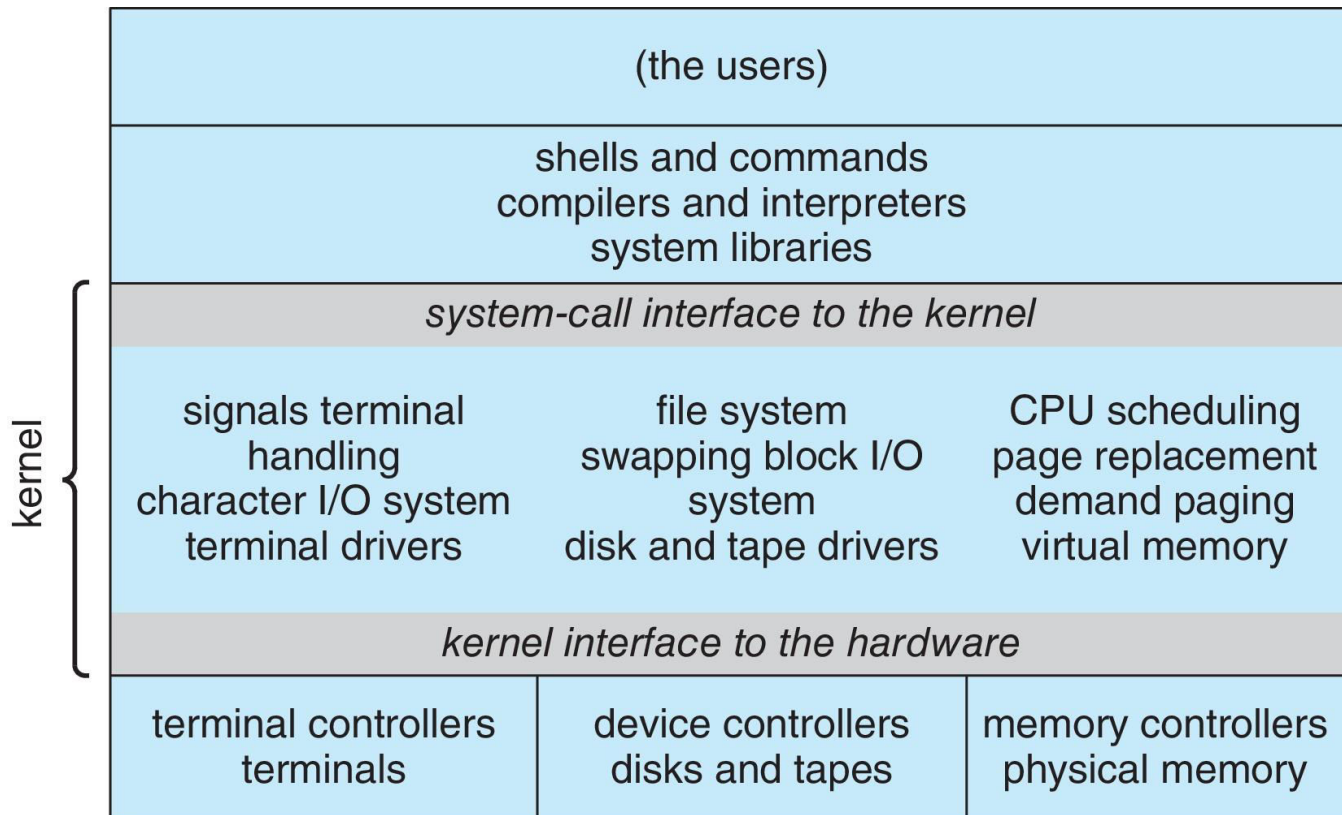 (the users)
shells and commands
compilers and interpreters
system libraries
system-call interface to the kernel
kernel
signals terminal
handling
character I/O system
terminal drivers
file system
swapping block I/O
system
disk and tape drivers
CPU scheduling
page replacement
demand paging
virtual memory
kernel interface to the hardware
terminal controllers
terminals
device controllers
disks and tapes
memory controllers
physical memory